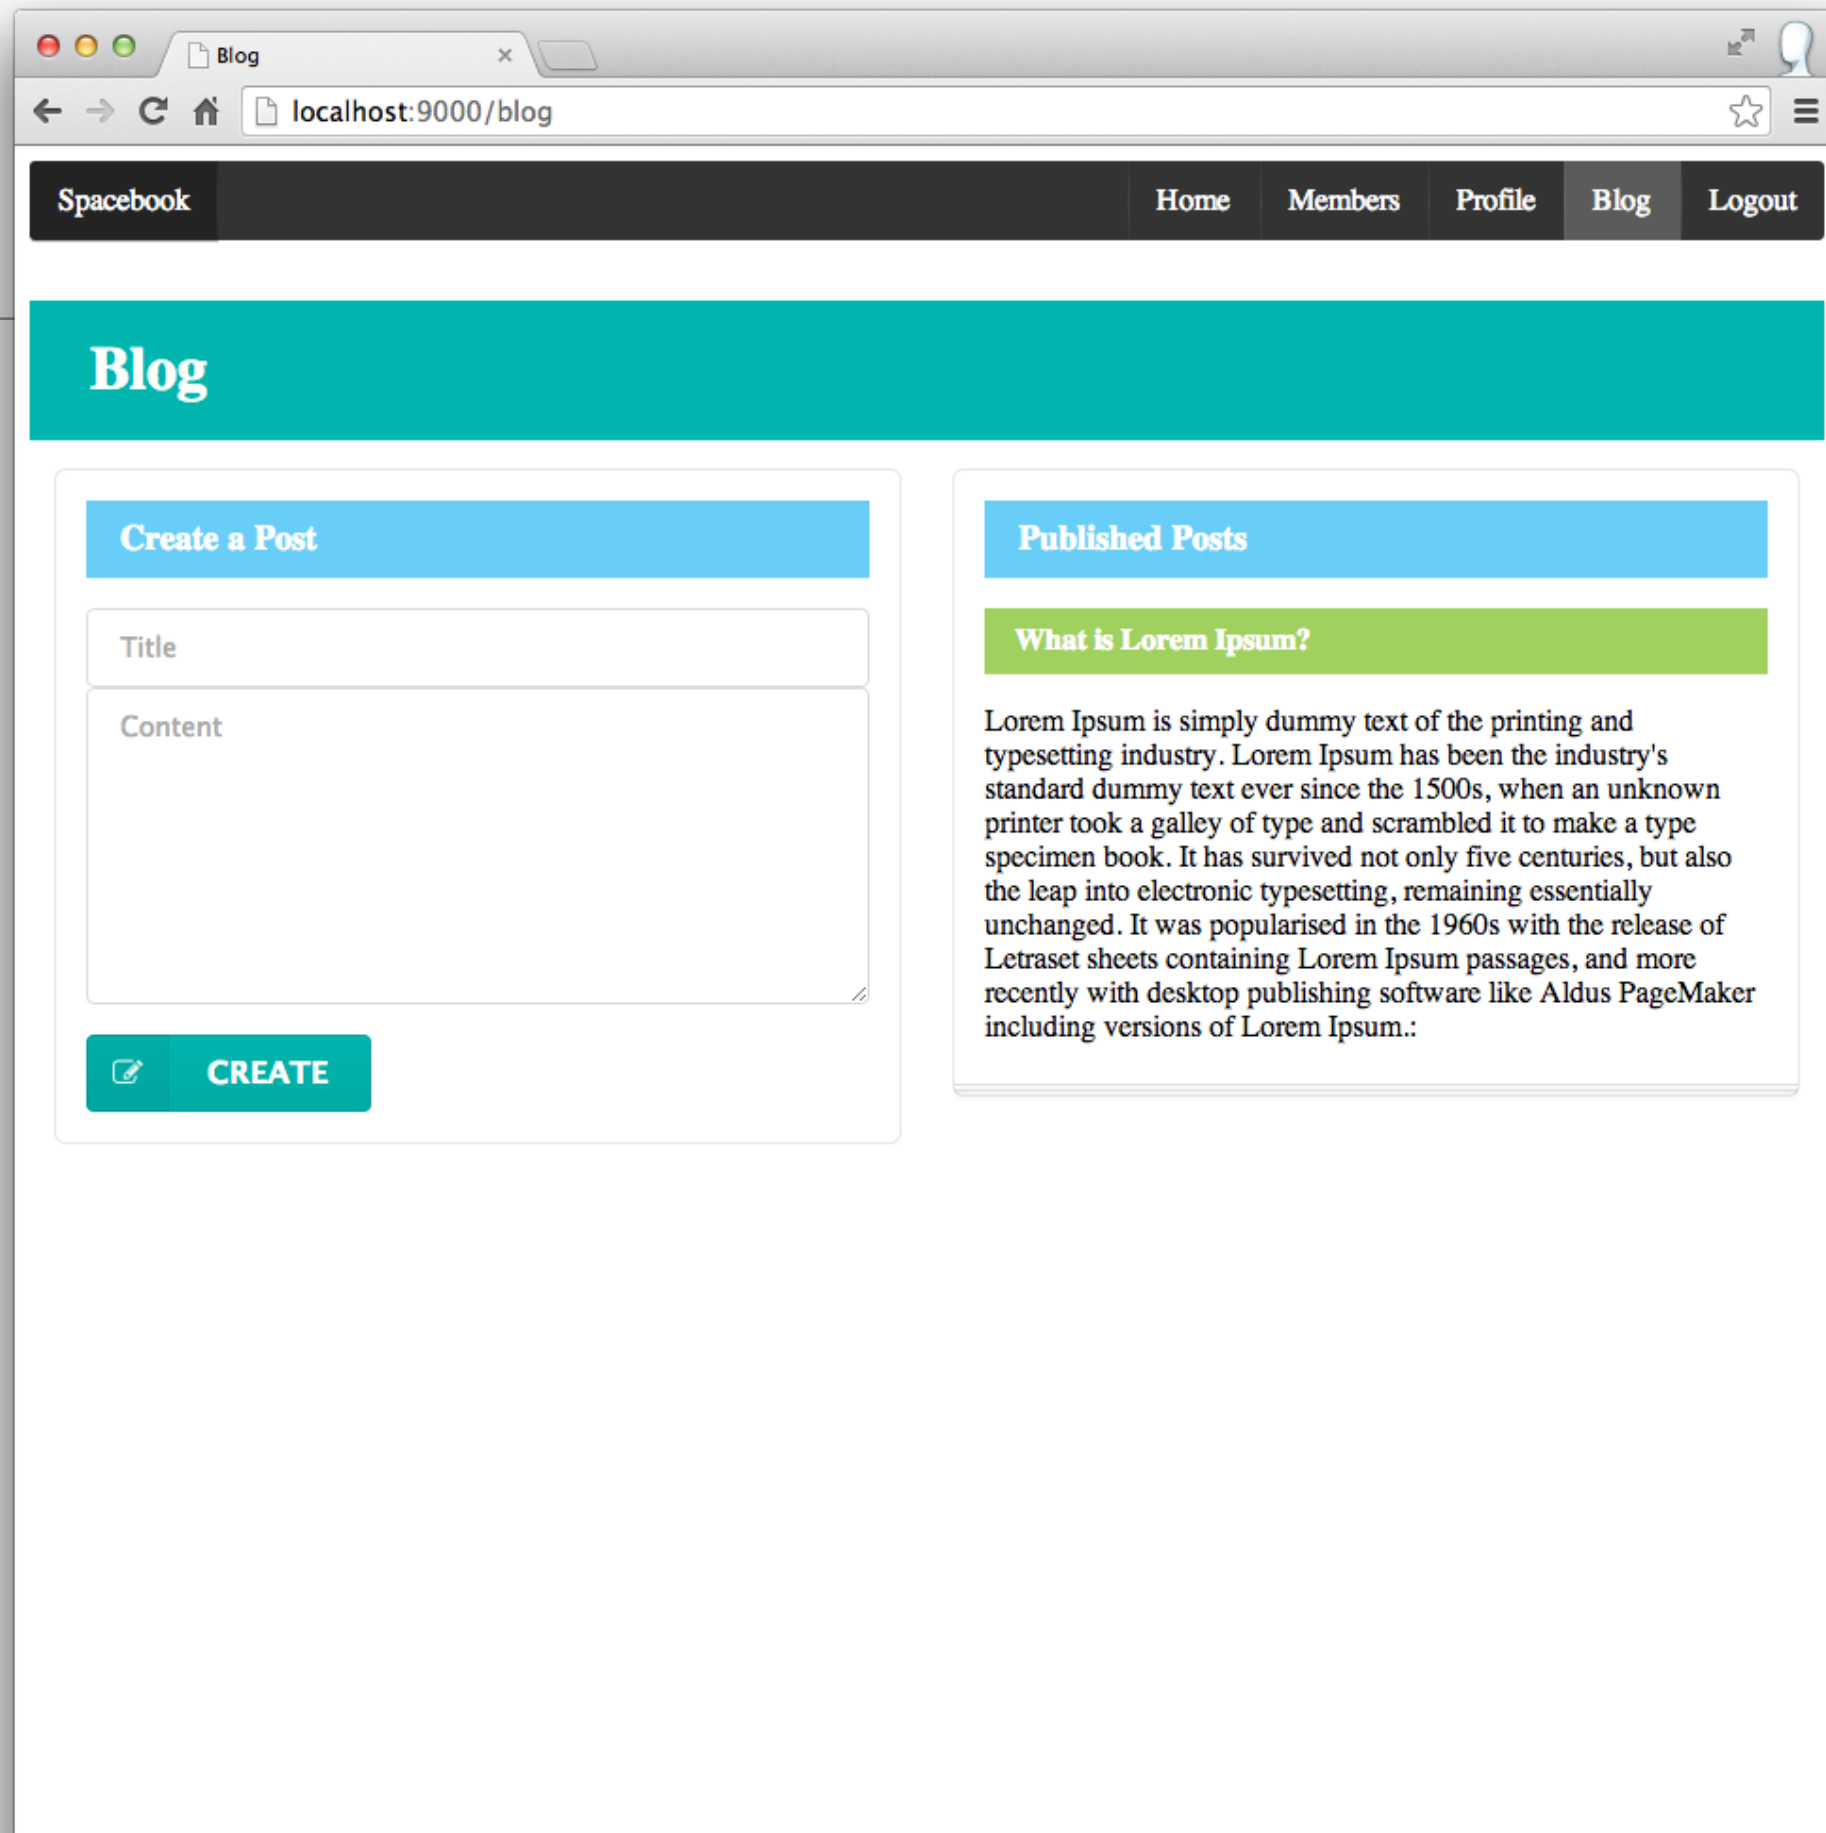 Blog
localhost:9000/blog
Spacebook Home Members Profile Blog Logout
Blog
Create a Post
Title
Content
CREATE
Published Posts
What is Lorem Ipsum?
Lorem Ipsum is simply dummy text of the printing and
typesetting industry. Lorem Ipsum has been the industry's
standard dummy text ever since the 1500s, when an unknown
printer took a galley of type and scrambled it to make a type
specimen book. It has survived not only five centuries, but also
the leap into electronic typesetting, remaining essentially
unchanged. It was popularised in the 1960s with the release of
Letraset sheets containing Lorem Ipsum passages, and more
recently with desktop publishing software like Aldus PageMaker
including versions of Lorem Ipsum.: